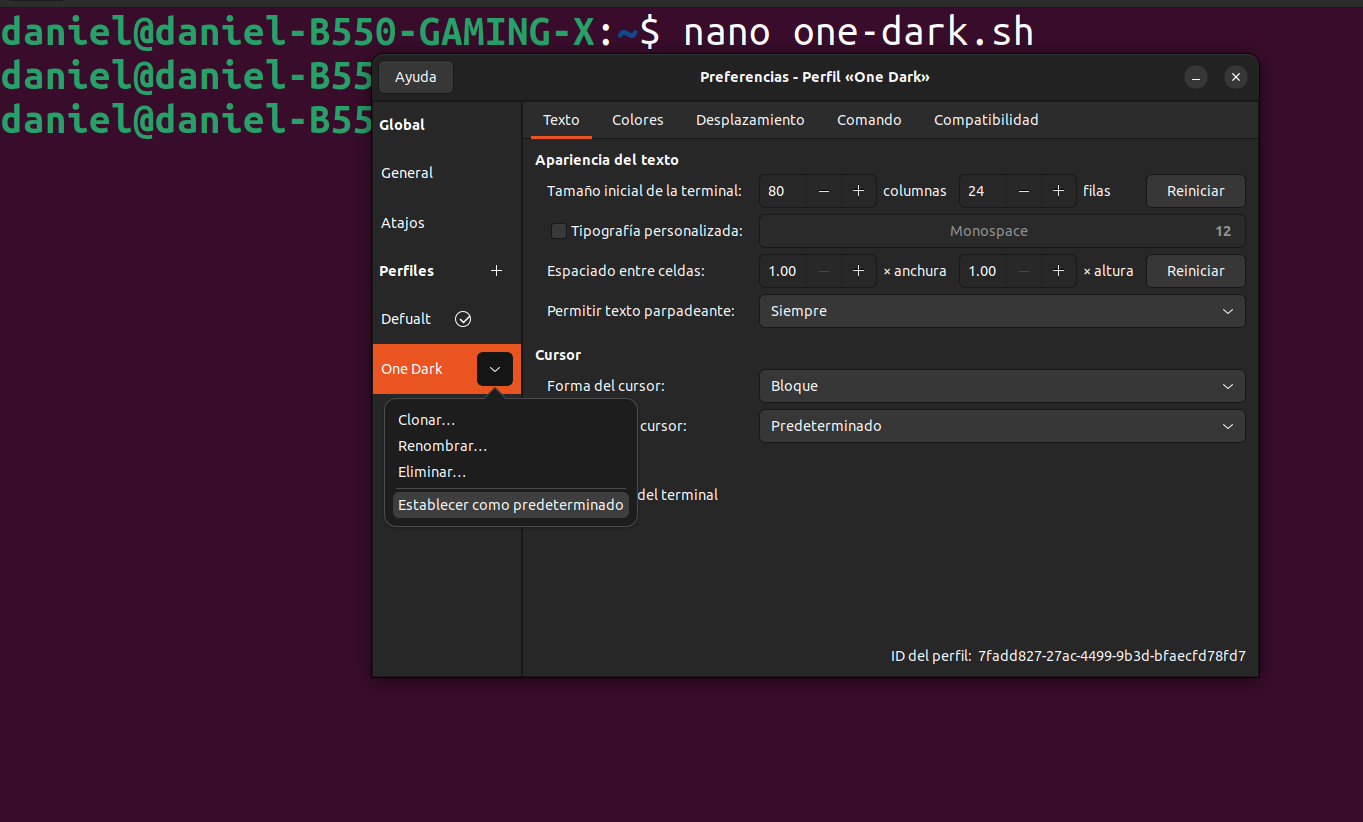 daniel@daniel-B550-GAMING-X:~$ nano one-dark.sh
daniel@daniel-B55
daniel@daniel-B55
Ayuda
Preferencias - Perfil «One Dark»
Global
General
Atajos
Perfiles
Defualt
One Dark
Clonar...
Renombrar...
Eliminar...
Establecer como predeterminado
Texto Colores Desplazamiento Comando Compatibilidad
Apariencia del texto
Tamaño inicial de la terminal: 80 − + columnas 24 − + filas Reiniciar
Tipografía personalizada: Monospace 12
Espaciado entre celdas: 1.00 − + × anchura 1.00 − + × altura Reiniciar
Permitir texto parpadeante: Siempre
Cursor
Forma del cursor: Bloque
cursor: Predeterminado
del terminal
ID del perfil: 7fadd827-27ac-4499-9b3d-bfaecfd78fd7